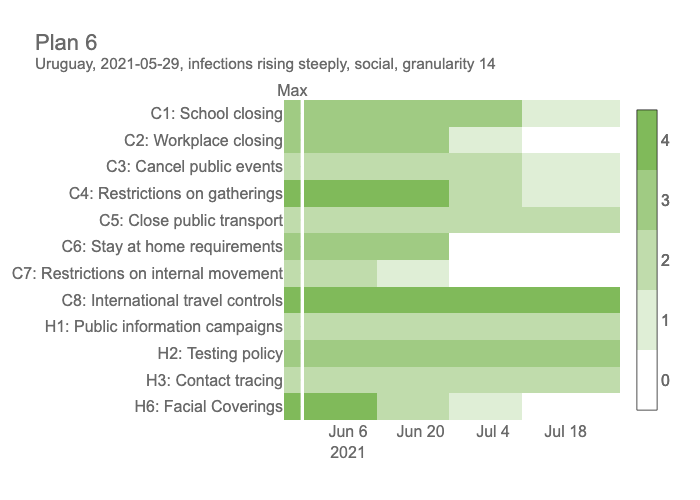 Plan 6
Uruguay, 2021-05-29, infections rising steeply, social, granularity 14
Max
C1: School closing
C2: Workplace closing
C3: Cancel public events
C4: Restrictions on gatherings
C5: Close public transport
C6: Stay at home requirements
C7: Restrictions on internal movement
C8: International travel controls
H1: Public information campaigns
H2: Testing policy
H3: Contact tracing
H6: Facial Coverings
Jun 6 Jun 20 Jul 4 Jul 18
2021
4
3
2
1
0